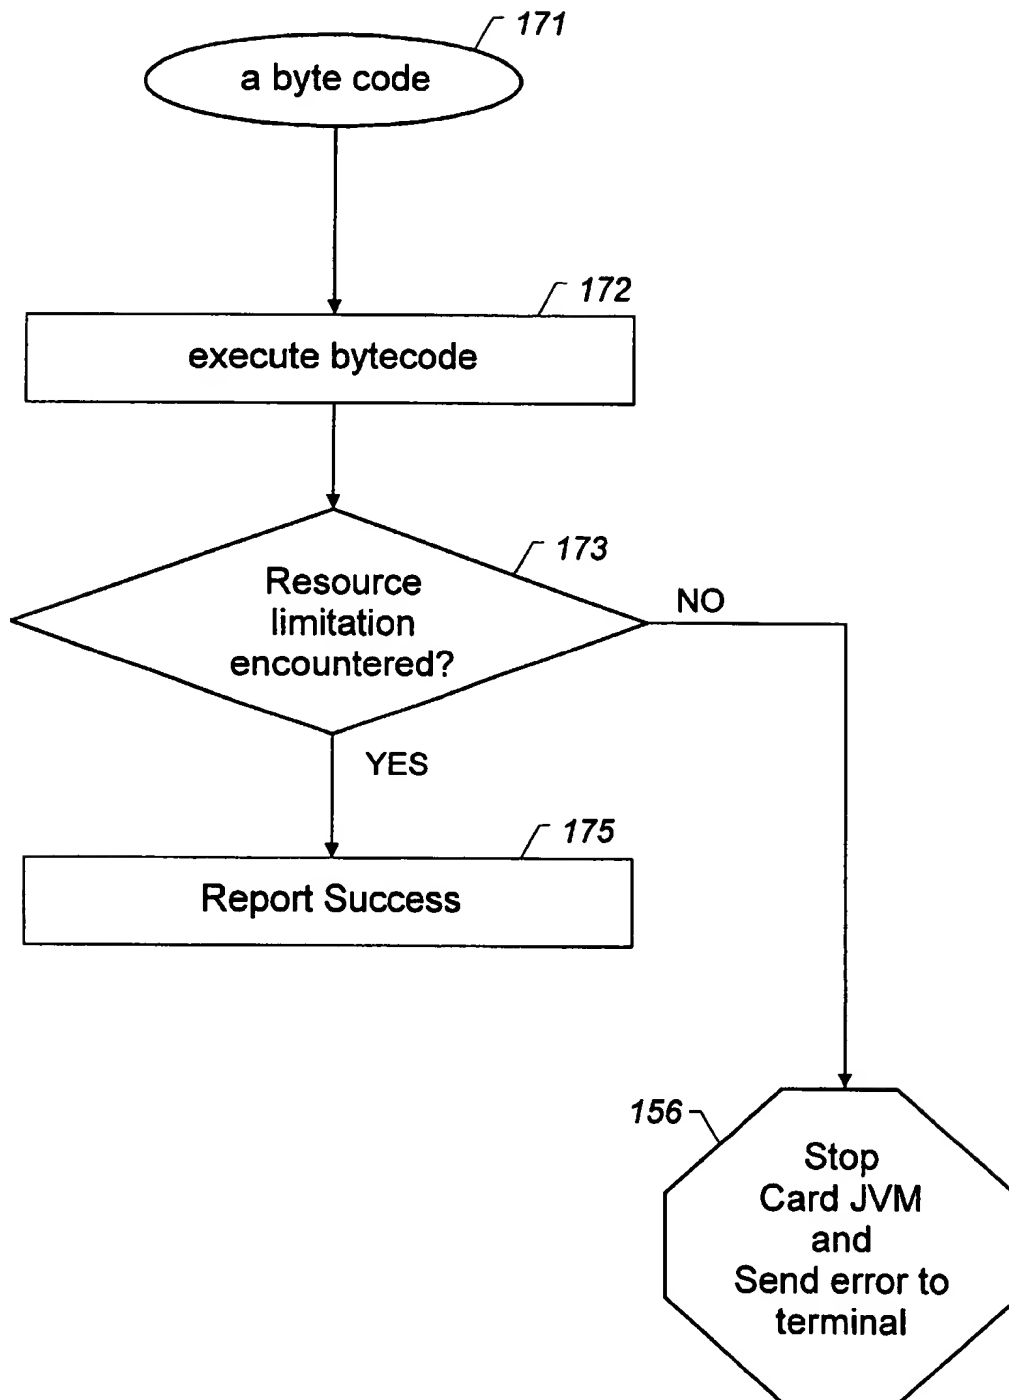 171
a byte code
172
execute bytecode
173
Resource
limitation
encountered?
NO
YES
175
Report Success
156
Stop
Card JVM
and
Send error to
terminal